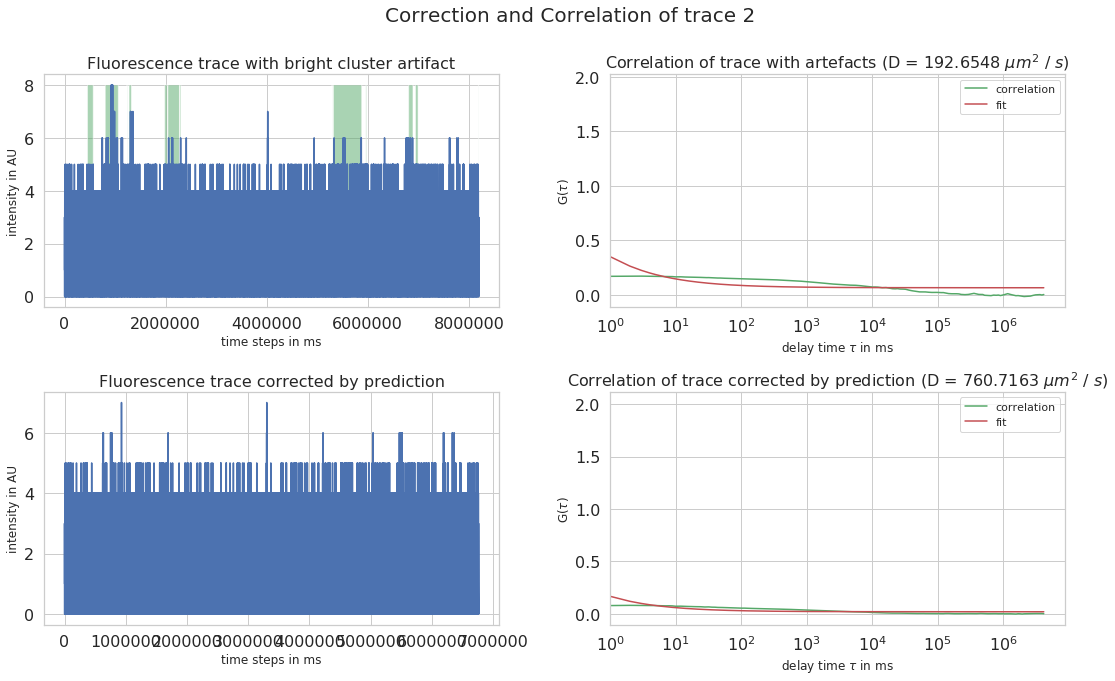 Correction and Correlation of trace 2
Fluorescence trace with bright cluster artifact
8
6
4
2
0
intensity in AU
0 2000000 4000000 6000000 8000000
time steps in ms
Correlation of trace with artefacts (D = 192.6548 μm² / s)
correlation
fit
2.0
1.5
1.0
0.5
0.0
G(τ)
10⁰ 10¹ 10² 10³ 10⁴ 10⁵ 10⁶
delay time τ in ms
Fluorescence trace corrected by prediction
6
4
2
0
intensity in AU
0 1000000 2000000 3000000 4000000 5000000 6000000 7000000
time steps in ms
Correlation of trace corrected by prediction (D = 760.7163 μm² / s)
correlation
fit
2.0
1.5
1.0
0.5
0.0
G(τ)
10⁰ 10¹ 10² 10³ 10⁴ 10⁵ 10⁶
delay time τ in ms